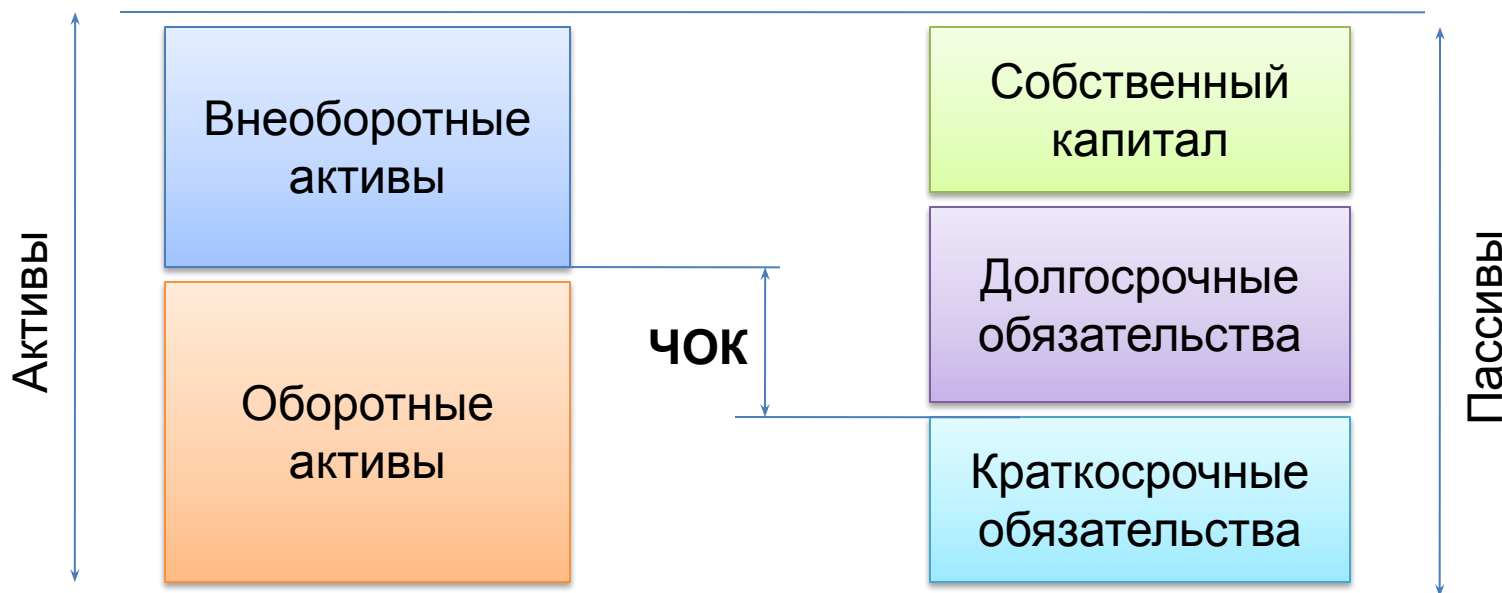 Активы
Внеоборотные
активы
Оборотные
активы
ЧОК
Собственный
капитал
Долгосрочные
обязательства
Краткосрочные
обязательства
Пассивы